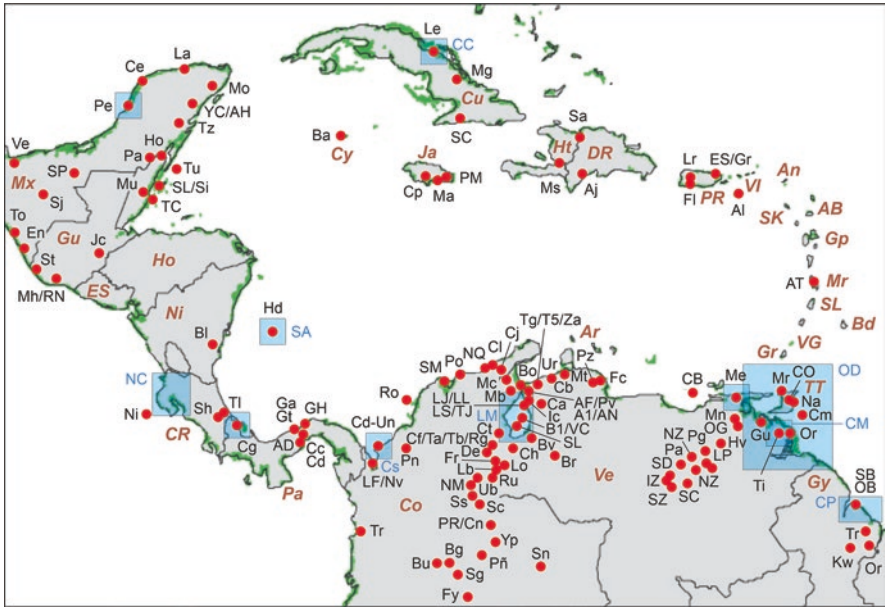 Le
CC
La
Ce
Mg
Mo
Pe
Cu
YC/AH
Tz
SC
Sa
Ba
Cy
Ja
Ht
DR
Ve
Ho
Pa
Lr
ES/Gr
An
SP
Tu
Mx
Mu
SL/Si
Cp
PM
Ma
Ms
Aj
Fl
PR
VI
Al
Sj
TC
SK
AB
To
En
Gu
Jc
Gp
St
Ho
Mh/RN
ES
AT
Mr
Ni
Hd
SL
SA
Tg/T5/Za
Bd
Bl
Cj
Ar
VG
Cl
Gr
NQ
Bo
Ur
Pz
OD
Po
SM
Mt
Me
Mr
CO
NC
Mc
Fc
CB
TT
Ro
LJ/LL
Mb
Cb
AF/Pv
Na
Tl
LS/TJ
Ca
A1/AN
Ni
Sh
Ga
GH
Cd-Un
LM
Ic
Mn
Cm
Gt
Ct
B1/VC
OG
CM
CR
Cf/Ta/Tb/Rg
SL
NZ
Pg
Hv
Gu
Or
Cg
AD
Cc
Cd
Pn
De
Ch
Bv
Pa
LP
Cs
Fr
Lo
Br
SD
Ti
LF/Nv
Lb
Ve
IZ
NZ
Gy
SB
Pa
NM
Ub
Ru
SZ
SC
OB
Co
Ss
Sc
CP
PR/Cn
Tr
Tr
Yp
Kw
Or
Bu
Bg
Pñ
Sn
Sg
Fy